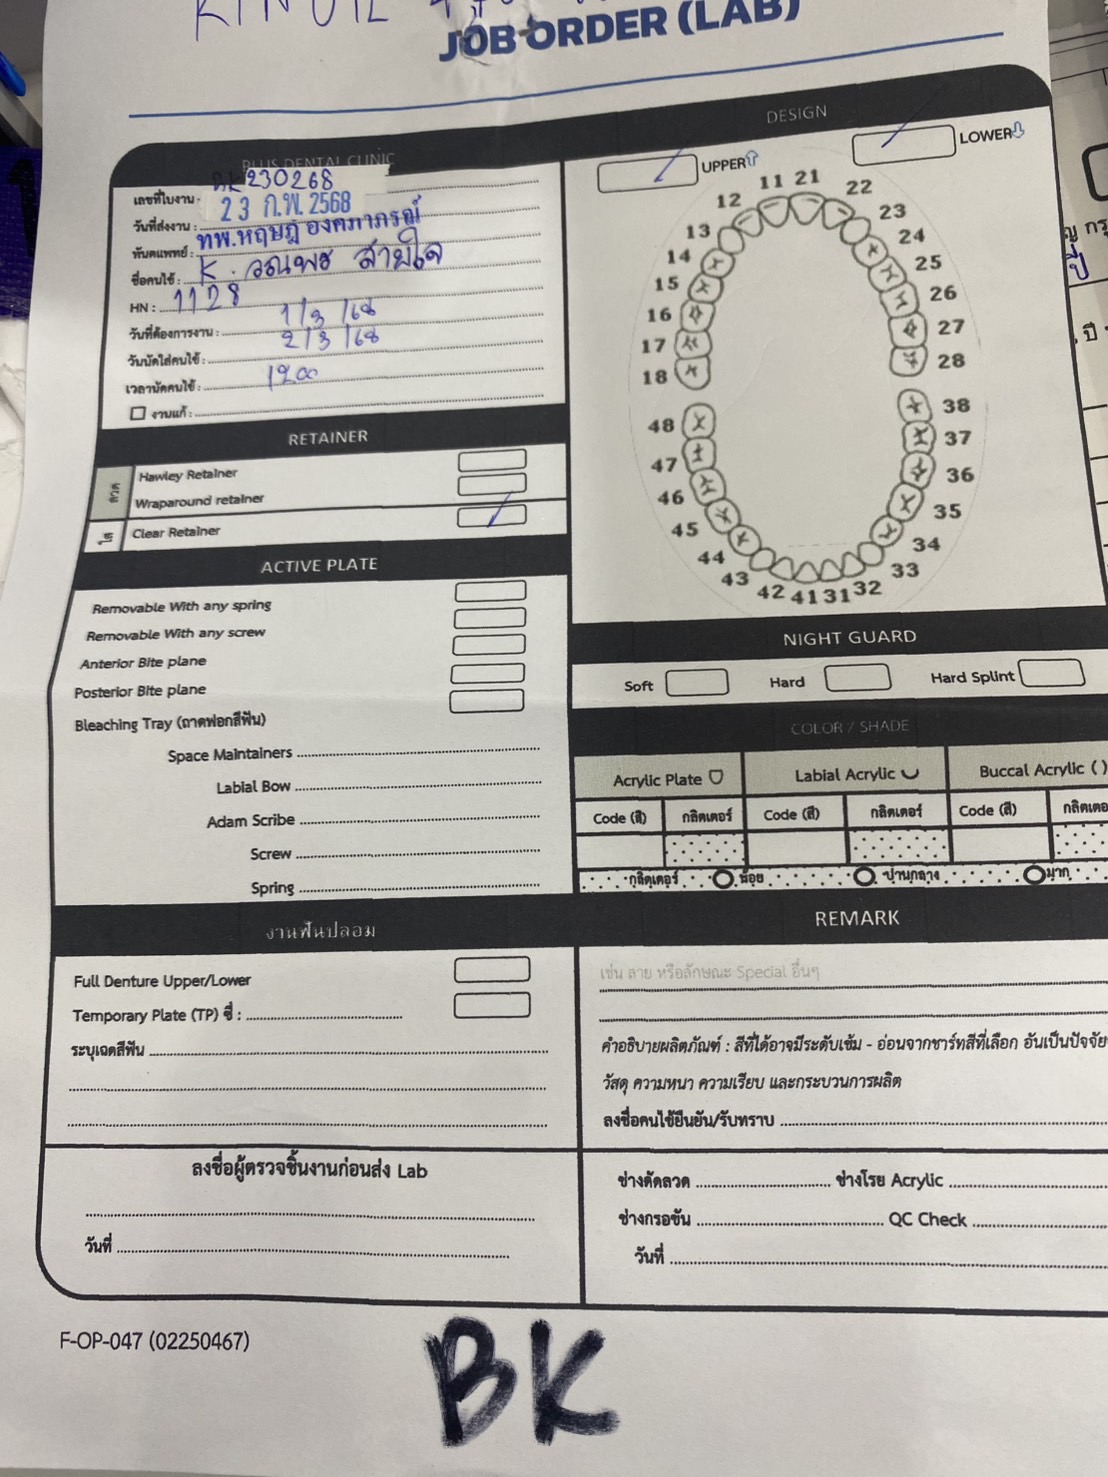 JOB ORDER (LAB)
DESIGN
PLUS DENTAL CLINIC
UPPER
LOWER
เลขที่ใบงาน : BK230268
วันที่ส่งงาน : 23 ก.พ. 2568
ทันตแพทย์ : ทพ.หฤษฎ์ องคภาภรณ์
ชื่อคนไข้ : K. วณพร สายใจ
HN : 1128
วันที่ต้องการงาน : 1/3/68
วันนัดใส่คนไข้ : 2/3/68
เวลานัดคนไข้ :
งานแก้ :
11 21
12 22
13 23
14 24
15 25
16 26
17 27
18 28
48 38
47 37
46 36
45 35
44 34
43 33
42 41 31 32
RETAINER
ลวด
Hawley Retainer
Wraparound retainer
ใส
Clear Retainer
ACTIVE PLATE
Removable With any spring
Removable With any screw
Anterior Bite plane
Posterior Bite plane
Bleaching Tray (ถาดฟอกสีฟัน)
Space Maintainers
Labial Bow
Adam Scribe
Screw
Spring
NIGHT GUARD
Soft Hard Hard Splint
COLOR / SHADE
Acrylic Plate Labial Acrylic Buccal Acrylic ( )
Code (สี) กลิตเตอร์ Code (สี) กลิตเตอร์ Code (สี) กลิตเตอ
กลิตเตอร์ น้อย ปานกลาง มาก
งานฟันปลอม
Full Denture Upper/Lower
Temporary Plate (TP) ซี่ :
ระบุเฉดสีฟัน
REMARK
เช่น ลาย หรือลักษณะ Special อื่นๆ
คำอธิบายผลิตภัณฑ์ : สีที่ได้อาจมีระดับเข้ม - อ่อนจากชาร์ทสีที่เลือก อันเป็นปัจจัย
วัสดุ ความหนา ความเรียบ และกระบวนการผลิต
ลงชื่อคนไข้ยืนยัน/รับทราบ
ลงชื่อผู้ตรวจชิ้นงานก่อนส่ง Lab
วันที่
ช่างดัดลวด ช่างโรย Acrylic
ช่างกรอขัน QC Check
วันที่
F-OP-047 (02250467)
BK